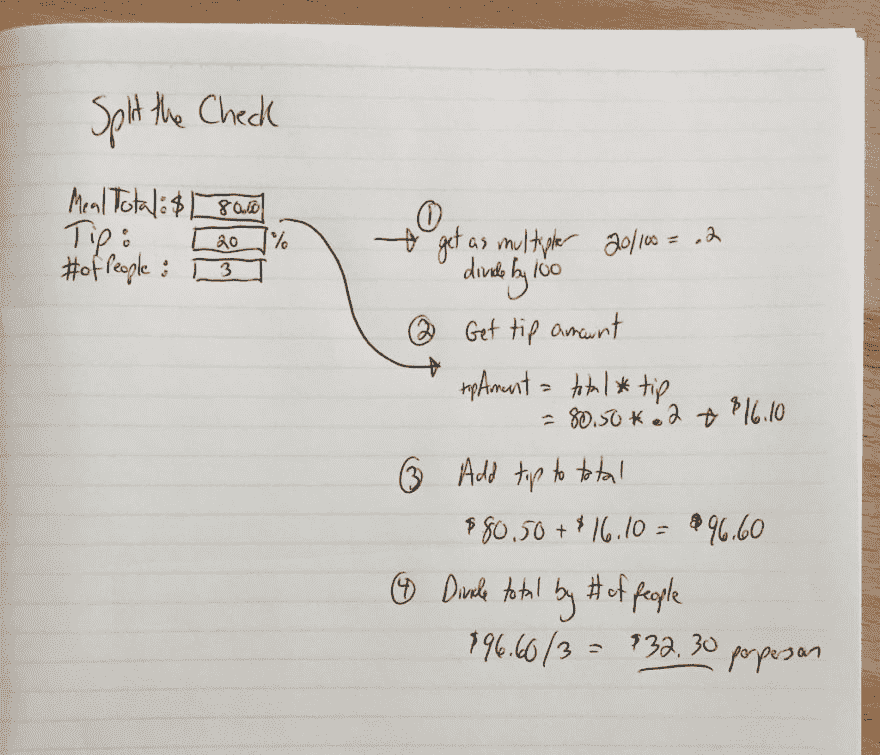 Split the Check
Meal Total: $ 80.50
Tip: 20 %
# of People: 3
① get as multiplier 20/100 = .2
divide by 100
② Get tip amount
tipAmount = total * tip
= 80.50 * .2 → $16.10
③ Add tip to total
$80.50 + $16.10 = $96.60
④ Divide total by # of people
$96.60/3 = $32.30 per person